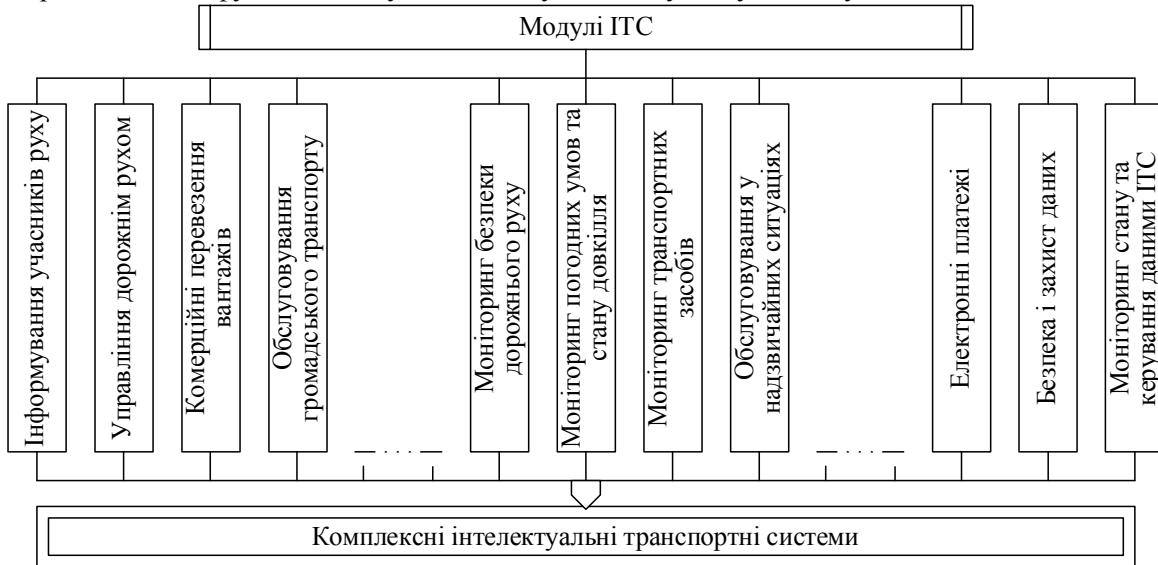 Модулі ІТС
Інформування учасників руху
Управління дорожнім рухом
Комерційні перевезення
вантажів
Обслуговування
громадського транспорту
Моніторинг безпеки
дорожнього руху
Моніторинг погодних умов та
стану довкілля
Моніторинг транспортних
засобів
Обслуговування у
надзвичайних ситуаціях
Електронні платежі
Безпека і захист даних
Моніторинг стану та
керування даними ІТС
Комплексні інтелектуальні транспортні системи